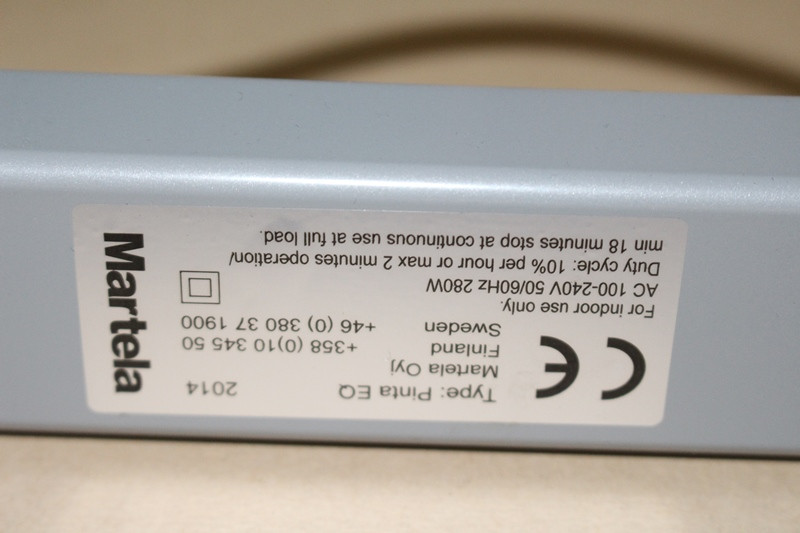 CE
Type: Pinta EQ 2014
Martela Oyj
Finland +358 (0)10 345 50
Sweden +46 (0) 380 37 1900
For indoor use only.
AC 100-240V 50/60Hz 280W
Duty cycle: 10% per hour or max 2 minutes operation/
min 18 minutes stop at continuous use at full load.
Martela